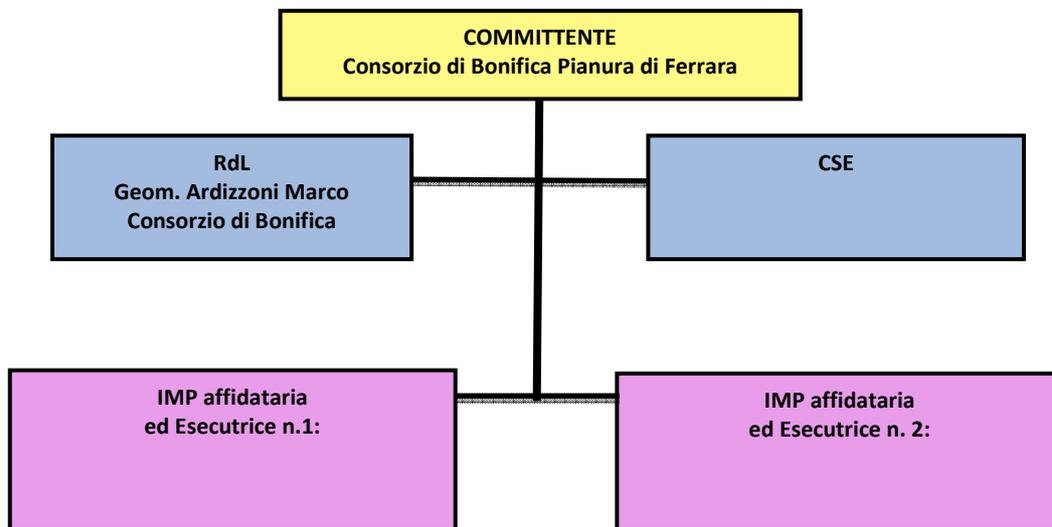 COMMITTENTE
Consorzio di Bonifica Pianura di Ferrara
RdL
Geom. Ardizzoni Marco
Consorzio di Bonifica
CSE
IMP affidataria
ed Esecutrice n.1:
IMP affidataria
ed Esecutrice n. 2: